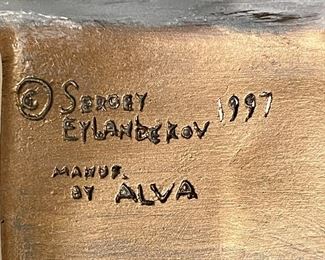 © SERGEY 1997
EYLANBEKOV
MANUF.
BY ALVA